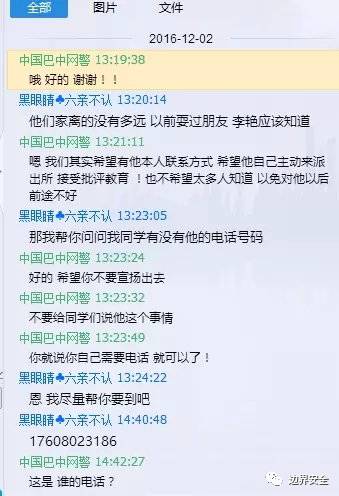 全部 图片 文件
2016-12-02
中国巴中网警 13:19:38
哦 好的 谢谢！！
黑眼睛♣六亲不认 13:20:14
他们家离的没有多远 以前耍过朋友 李艳应该知道
中国巴中网警 13:21:11
嗯 我们其实希望有他本人联系方式 希望他自己主动来派
出所 接受批评教育 ！也不希望太多人知道 以免对他以后
前途不好
黑眼睛♣六亲不认 13:23:05
那我帮你问问我同学有没有他的电话号码
中国巴中网警 13:23:24
好的 希望你不要宣扬出去
中国巴中网警 13:23:32
不要给同学们说他这个事情
中国巴中网警 13:23:49
你就说你自己需要电话 就可以了！
黑眼睛♣六亲不认 13:24:22
恩 我尽量帮你要到吧
黑眼睛♣六亲不认 14:40:48
17608023186
中国巴中网警 14:42:27
这是 谁的电话？
边界安全